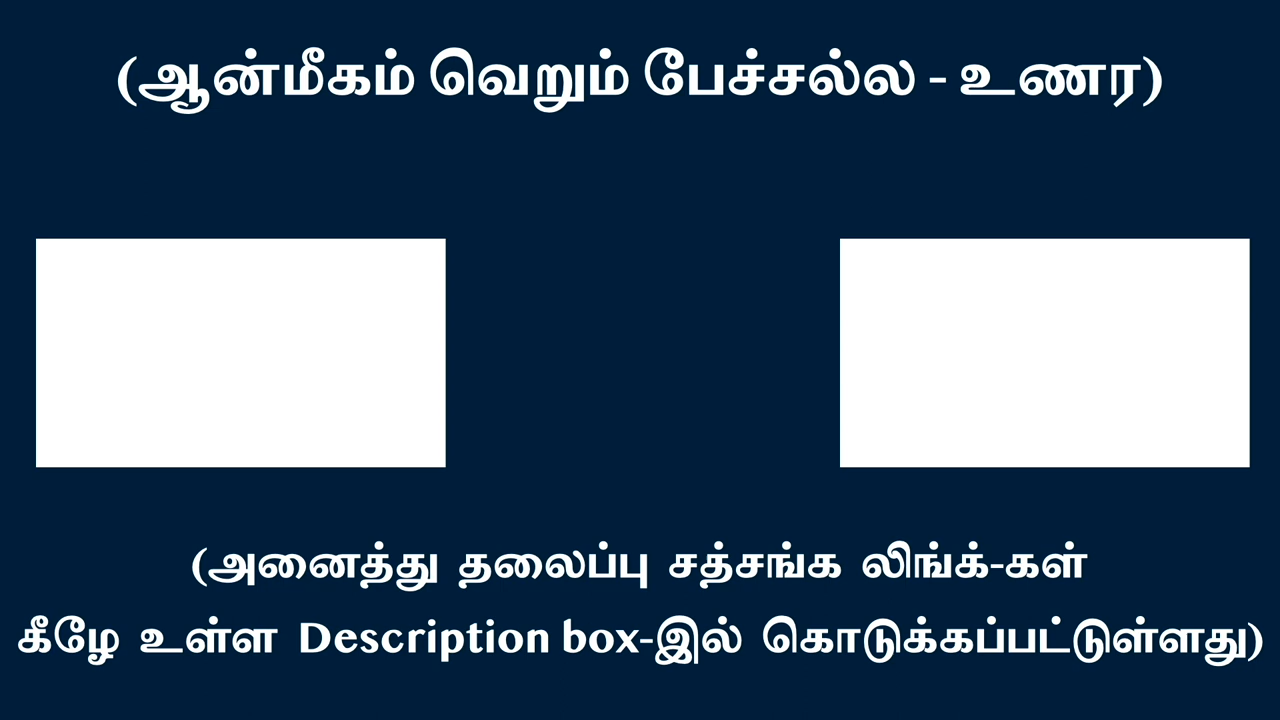 (ஆன்மீகம் வெறும் பேச்சல்ல - உணர)
(அனைத்து தலைப்பு சத்சங்க லிங்க்-கள்
கீழே உள்ள Description box-இல் கொடுக்கப்பட்டுள்ளது)